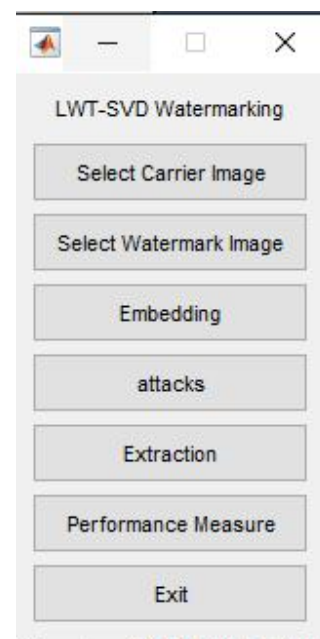 LWT-SVD Watermarking
Select Carrier Image
Select Watermark Image
Embedding
attacks
Extraction
Performance Measure
Exit